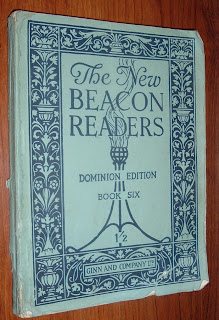 The New
BEACON
READERS
DOMINION EDITION
BOOK SIX
1'2
GINN AND COMPANY LTD